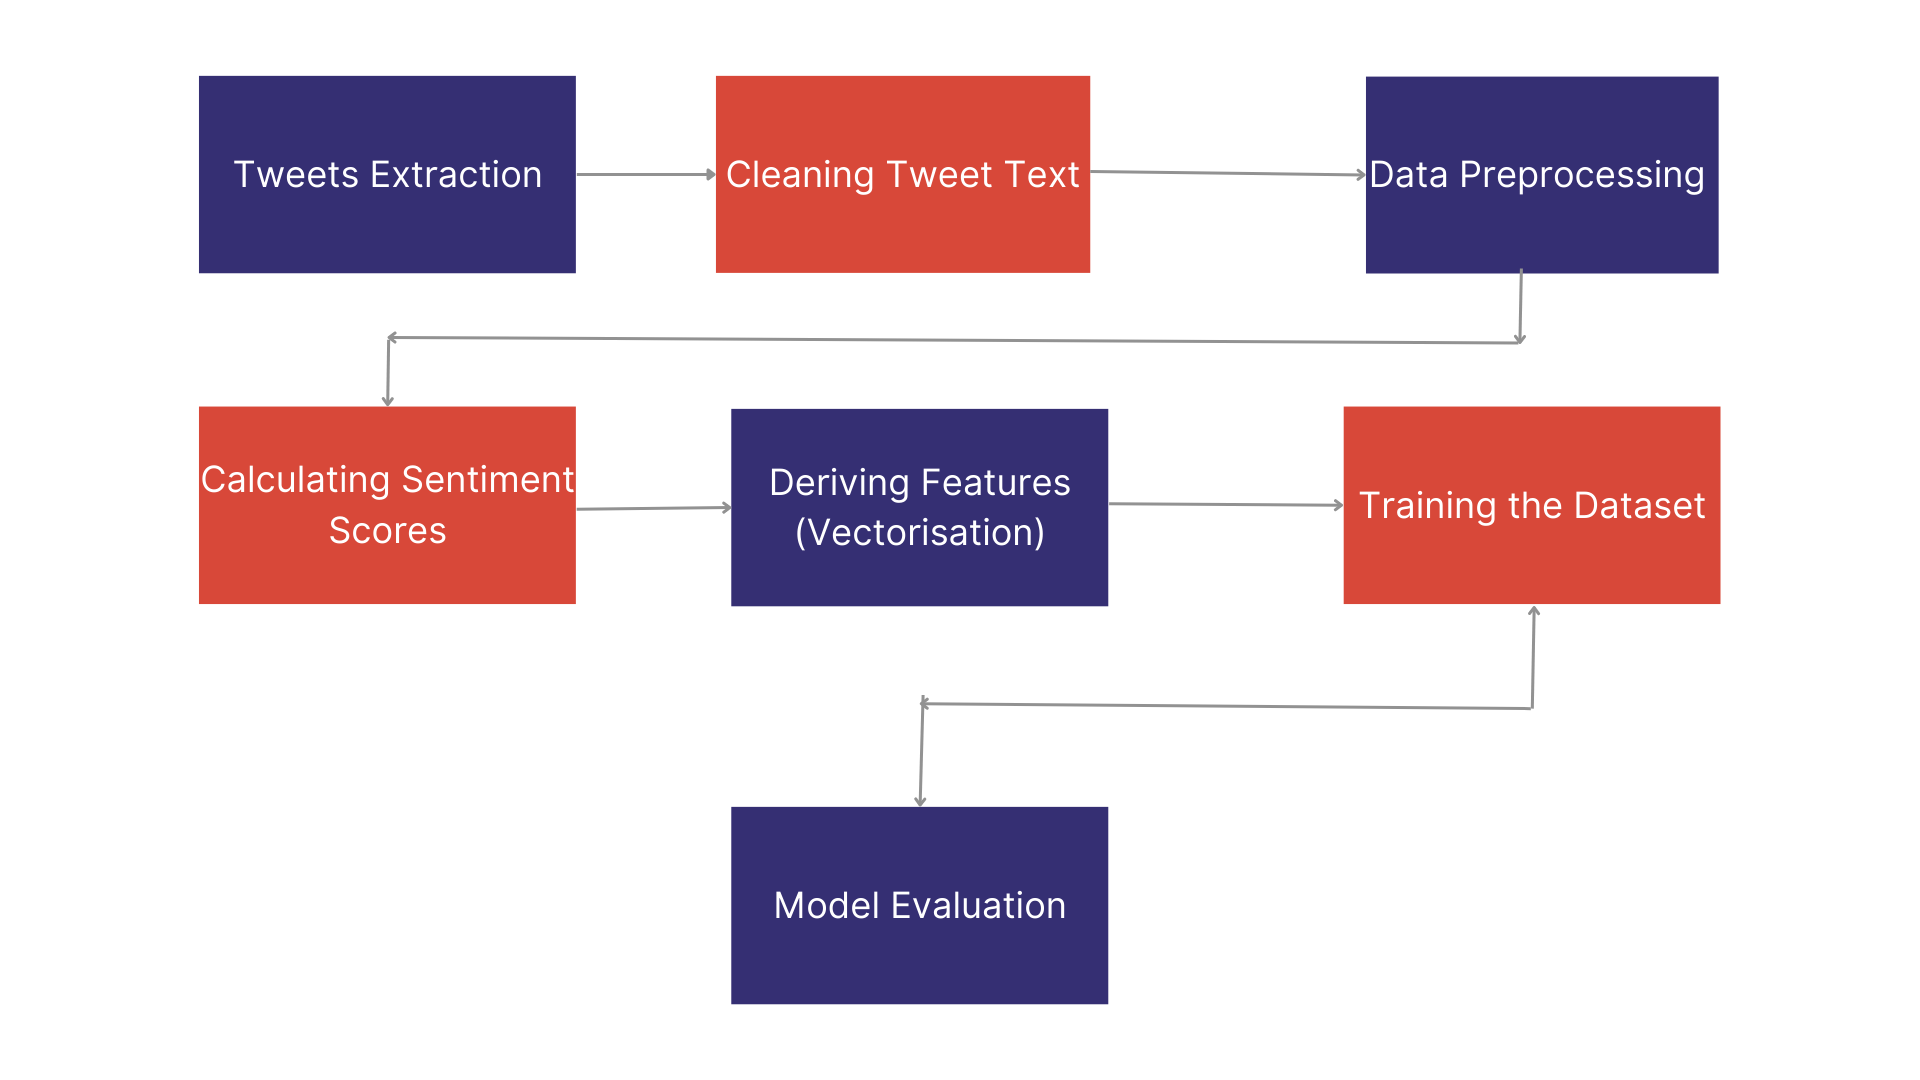 Tweets Extraction
Cleaning Tweet Text
Data Preprocessing
Calculating Sentiment
Scores
Deriving Features
(Vectorisation)
Training the Dataset
Model Evaluation